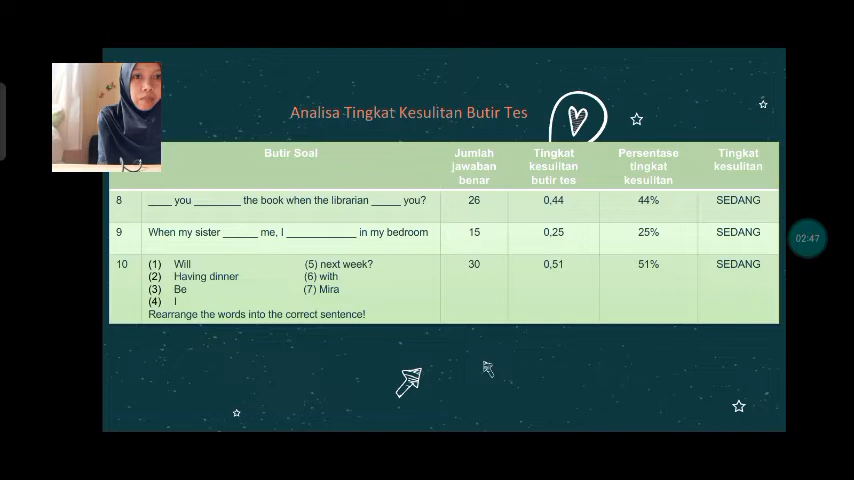 Analisa Tingkat Kesulitan Butir Tes
Butir Soal
Jumlah jawaban benar
Tingkat kesulitan butir tes
Persentase tingkat kesulitan
Tingkat kesulitan
8 ____ you ________ the book when the librarian _____ you? 26 0,44 44% SEDANG
9 When my sister ______ me, I ____________ in my bedroom 15 0,25 25% SEDANG
10 (1) Will (5) next week? 30 0,51 51% SEDANG
(2) Having dinner (6) with
(3) Be (7) Mira
(4) I
Rearrange the words into the correct sentence!
02:47